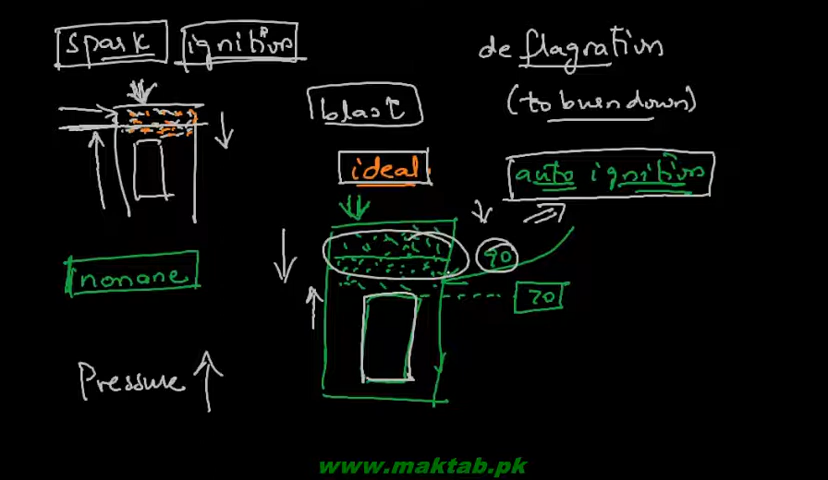 spark ignition
deflagration
blast
(to burn down)
ideal
auto ignition
90
nonane
70
Pressure
www.maktab.pk